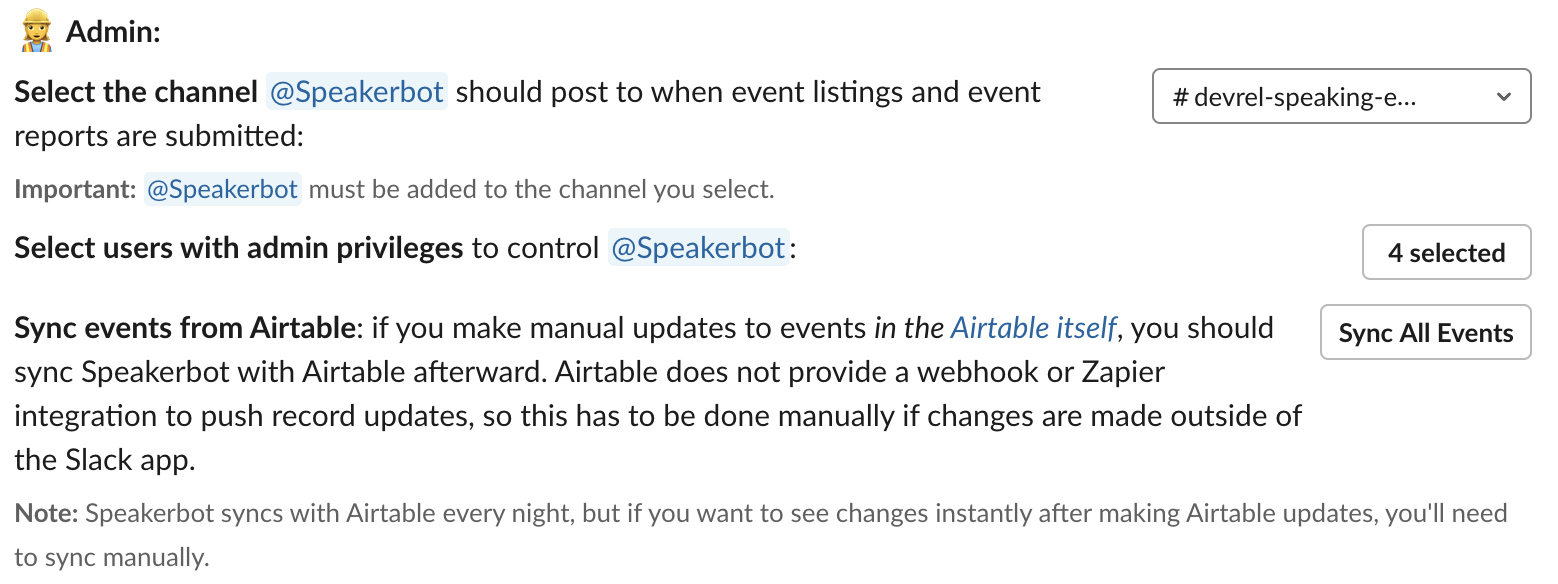 Admin:
Select the channel @Speakerbot should post to when event listings and event
reports are submitted:
# devrel-speaking-e...
Important: @Speakerbot must be added to the channel you select.
Select users with admin privileges to control @Speakerbot:
4 selected
Sync events from Airtable: if you make manual updates to events in the Airtable itself, you should
sync Speakerbot with Airtable afterward. Airtable does not provide a webhook or Zapier
integration to push record updates, so this has to be done manually if changes are made outside of
the Slack app.
Sync All Events
Note: Speakerbot syncs with Airtable every night, but if you want to see changes instantly after making Airtable updates, you'll need
to sync manually.